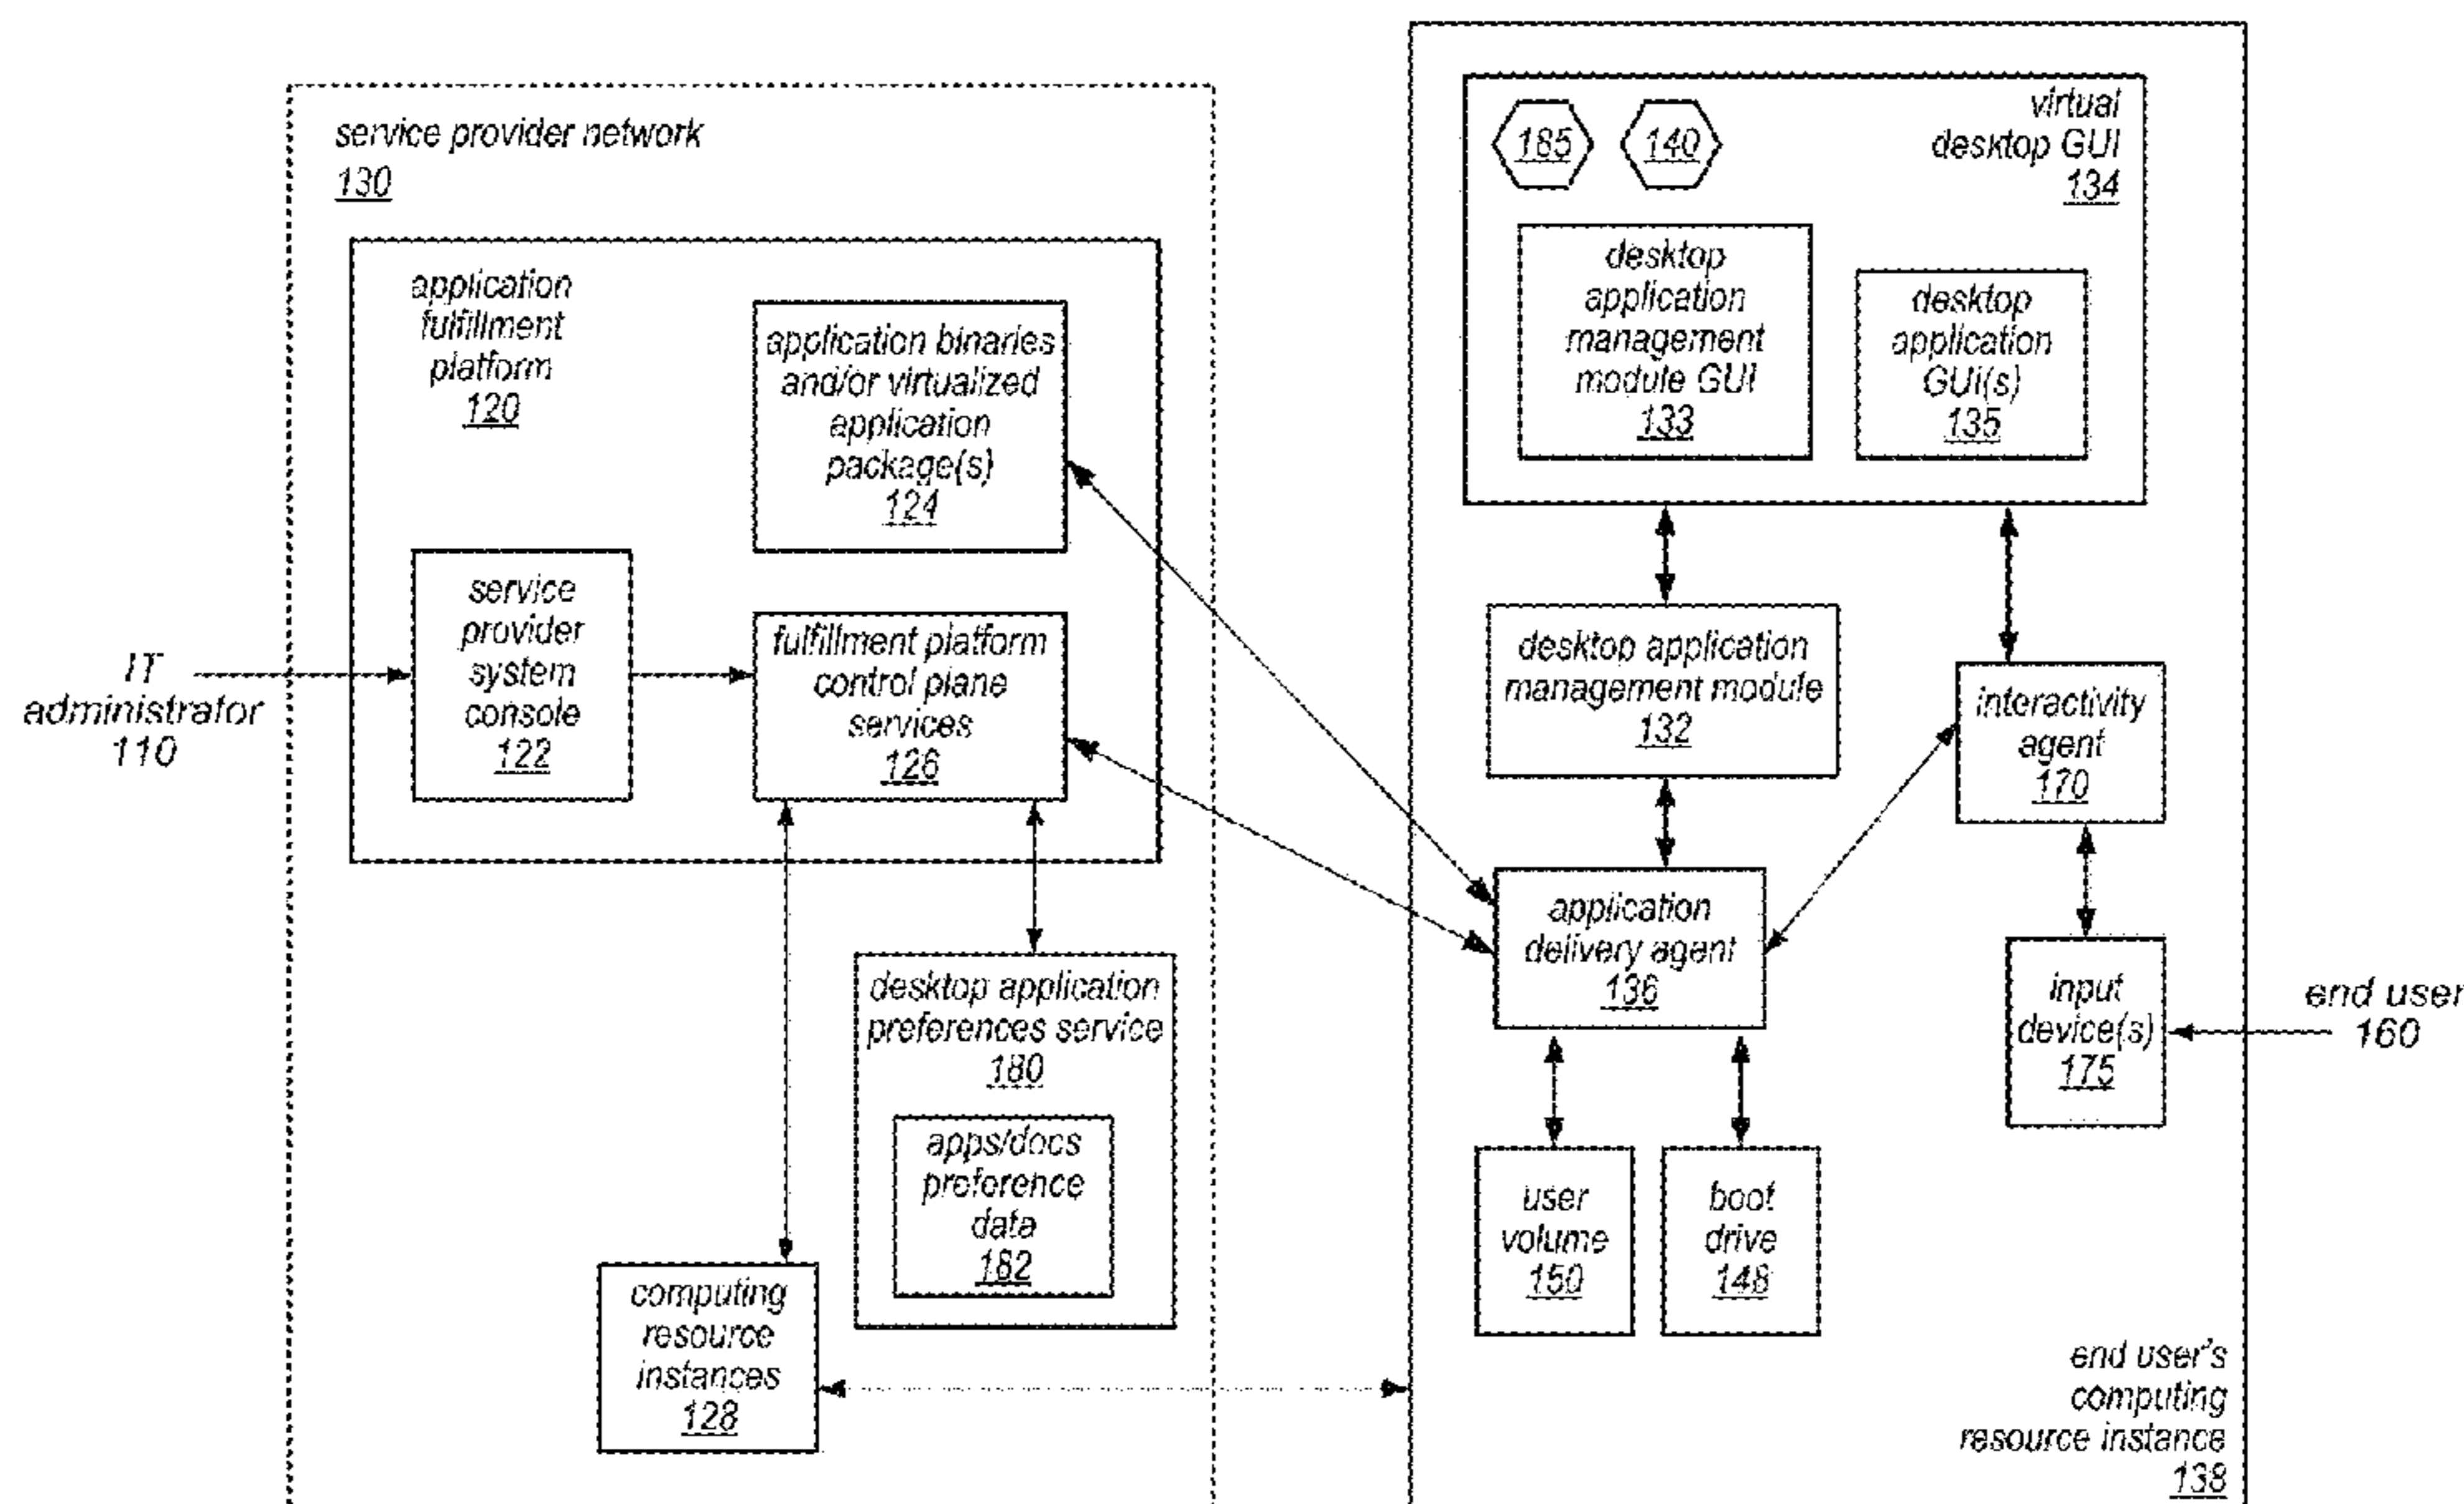 service provider network
130
application
fulfillment
platform
120
application binaries
and/or virtualized
application
package(s)
124
service
provider
system
console
122
fulfillment platform
control plane
services
126
IT
administrator
110
desktop application
preferences service
180
apps/docs
preference
data
182
computing
resource
instances
128
185
140
virtual
desktop GUI
134
desktop
application
management
module GUI
133
desktop
application
GUI(s)
135
desktop application
management module
132
interactivity
agent
170
application
delivery agent
136
input
device(s)
175
end user
160
user
volume
150
boot
drive
148
end user's
computing
resource instance
138